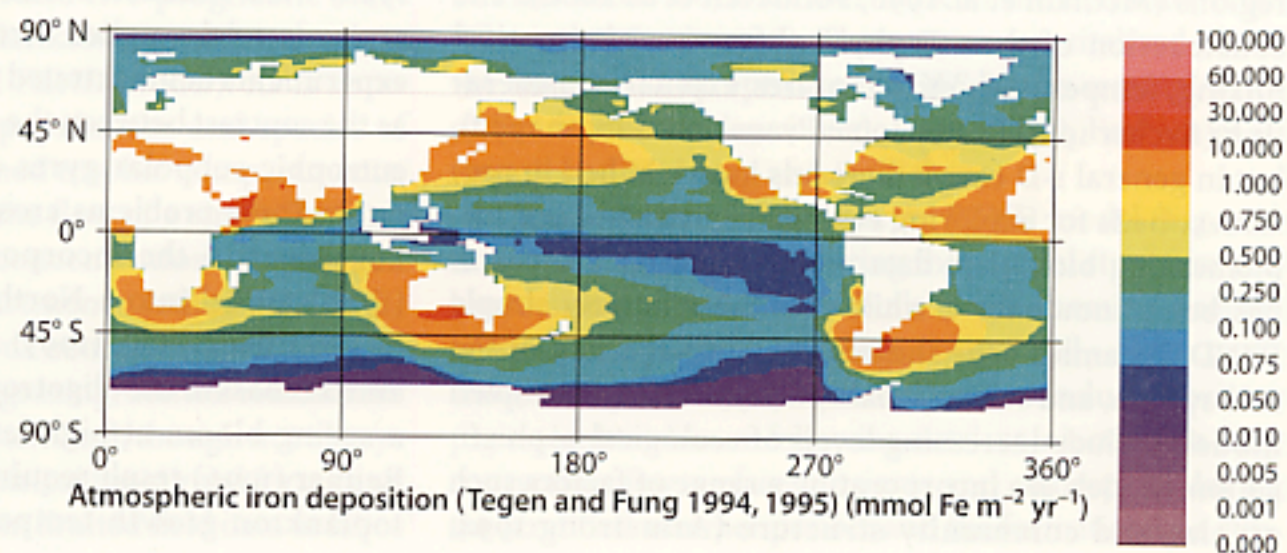 90° N
45° N
0°
45° S
90° S
0° 90° 180° 270° 360°
100.000
60.000
30.000
10.000
1.000
0.750
0.500
0.250
0.100
0.075
0.050
0.010
0.005
0.001
0.000
Atmospheric iron deposition (Tegen and Fung 1994, 1995) (mmol Fe m⁻² yr⁻¹)